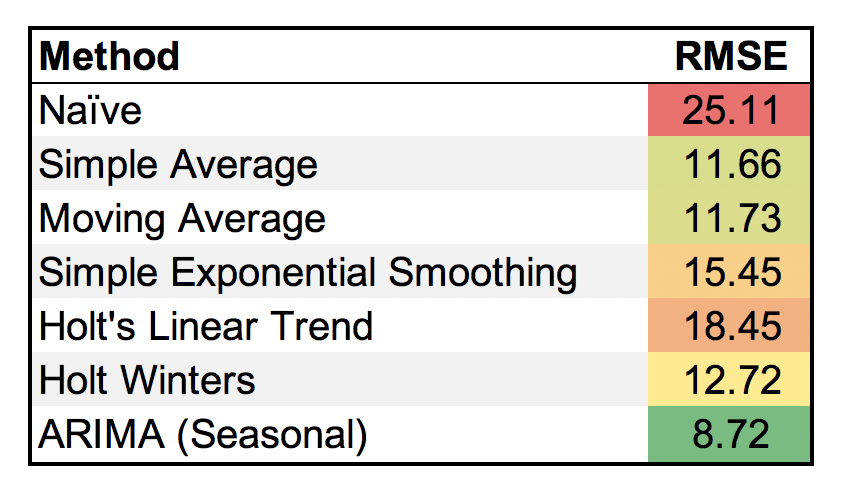 Method RMSE
Naïve 25.11
Simple Average 11.66
Moving Average 11.73
Simple Exponential Smoothing 15.45
Holt's Linear Trend 18.45
Holt Winters 12.72
ARIMA (Seasonal) 8.72